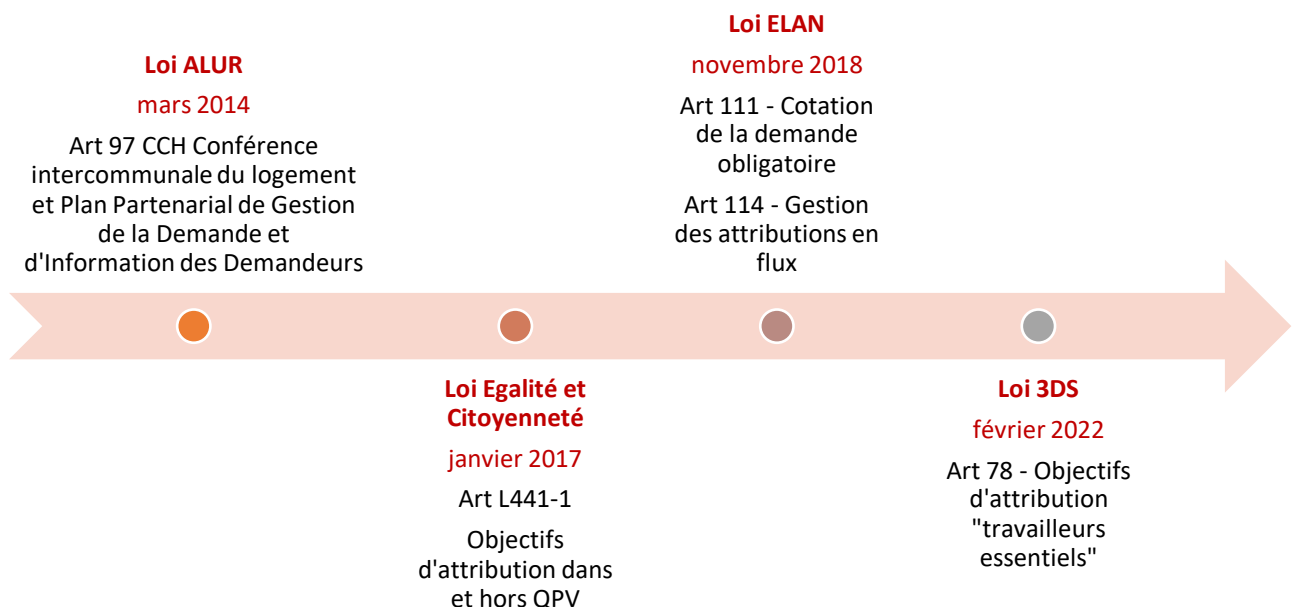 Loi ALUR
mars 2014
Art 97 CCH Conférence
intercommunale du logement
et Plan Partenarial de Gestion
de la Demande et
d'Information des Demandeurs
Loi Egalité et
Citoyenneté
janvier 2017
Art L441-1
Objectifs
d'attribution dans
et hors QPV
Loi ELAN
novembre 2018
Art 111 - Cotation
de la demande
obligatoire
Art 114 - Gestion
des attributions en
flux
Loi 3DS
février 2022
Art 78 - Objectifs
d'attribution
"travailleurs
essentiels"